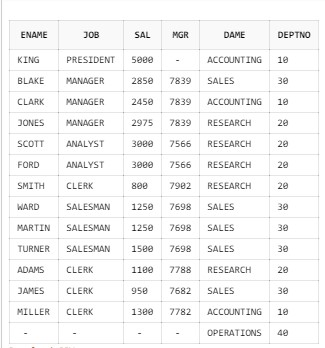 ENAME JOB SAL MGR DAME DEPTNO
KING PRESIDENT 5000 - ACCOUNTING 10
BLAKE MANAGER 2850 7839 SALES 30
CLARK MANAGER 2450 7839 ACCOUNTING 10
JONES MANAGER 2975 7839 RESEARCH 20
SCOTT ANALYST 3000 7566 RESEARCH 20
FORD ANALYST 3000 7566 RESEARCH 20
SMITH CLERK 800 7902 RESEARCH 20
WARD SALESMAN 1250 7698 SALES 30
MARTIN SALESMAN 1250 7698 SALES 30
TURNER SALESMAN 1500 7698 SALES 30
ADAMS CLERK 1100 7788 RESEARCH 20
JAMES CLERK 950 7682 SALES 30
MILLER CLERK 1300 7782 ACCOUNTING 10
- - - - OPERATIONS 40